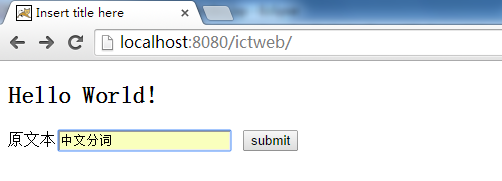 Insert title here
localhost:8080/ictweb/
Hello World!
原文本 中文分词 submit